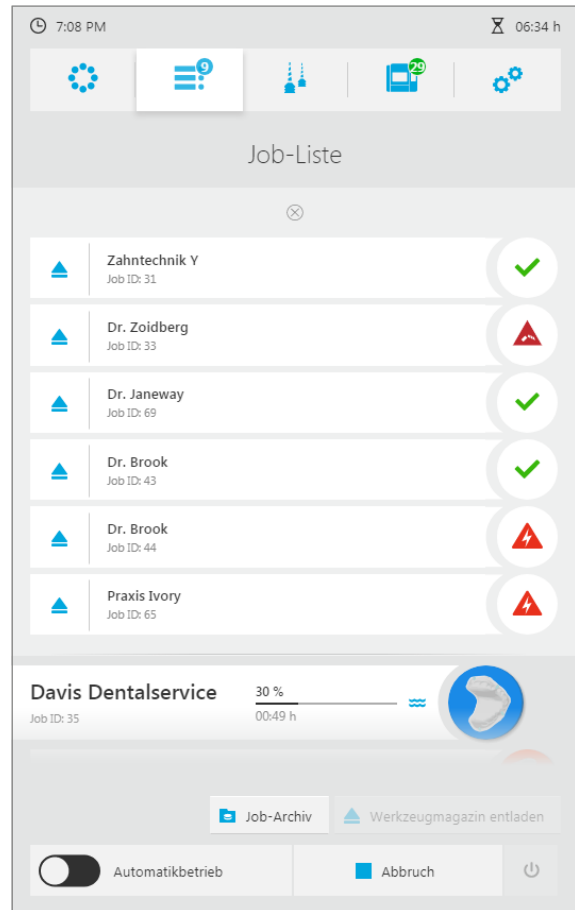 7:08 PM
06:34 h
9
29
Job-Liste
Zahntechnik Y
Job ID: 31
Dr. Zoidberg
Job ID: 33
Dr. Janeway
Job ID: 69
Dr. Brook
Job ID: 43
Dr. Brook
Job ID: 44
Praxis Ivory
Job ID: 65
Davis Dentalservice
30 %
Job ID: 35
00:49 h
Job-Archiv
Werkzeugmagazin entladen
Automatikbetrieb
Abbruch